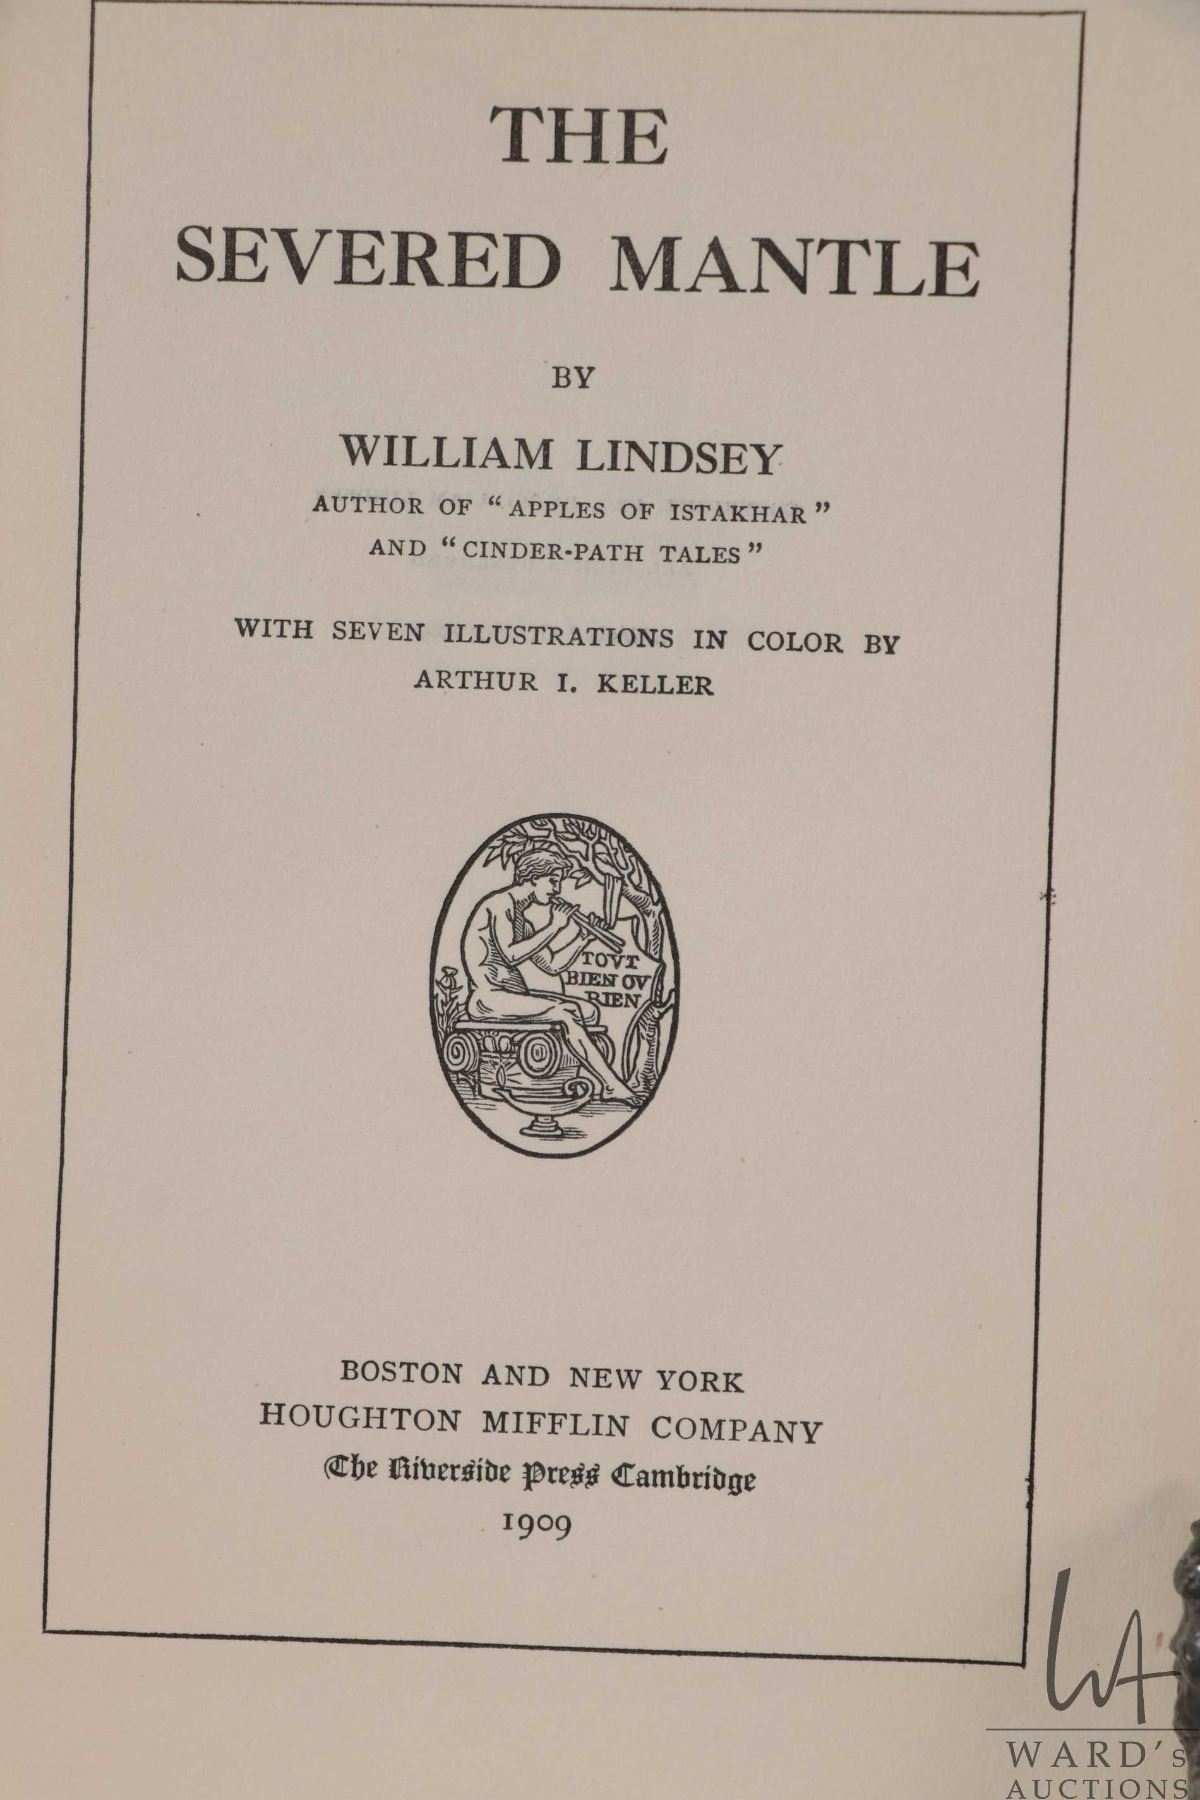 THE
SEVERED MANTLE
BY
WILLIAM LINDSEY
AUTHOR OF "APPLES OF ISTAKHAR"
AND "CINDER-PATH TALES"
WITH SEVEN ILLUSTRATIONS IN COLOR BY
ARTHUR I. KELLER
TOVT
BIEN OV
RIEN
BOSTON AND NEW YORK
HOUGHTON MIFFLIN COMPANY
The Riverside Press Cambridge
1909
WA
WARD's
AUCTIONS